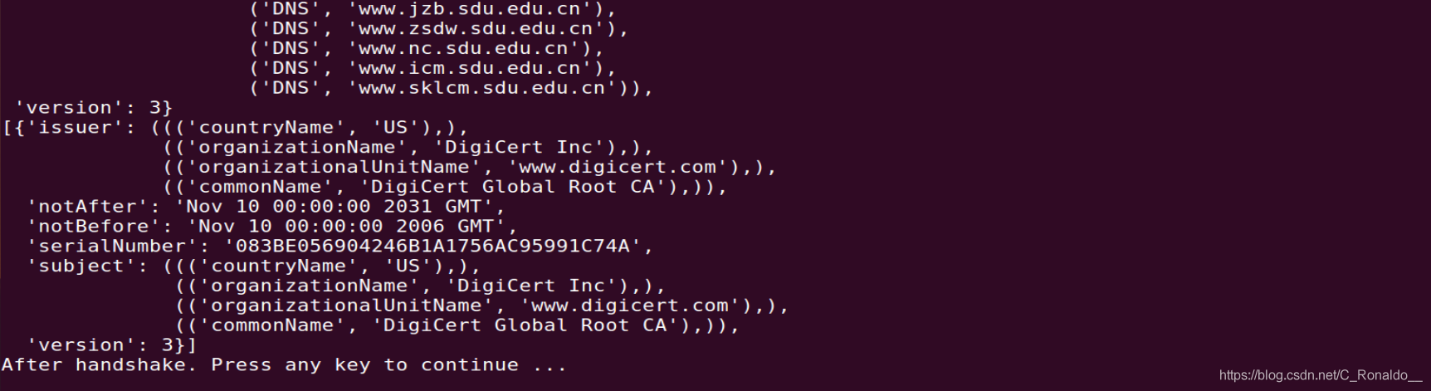 ('DNS', 'www.jzb.sdu.edu.cn'),
('DNS', 'www.zsdw.sdu.edu.cn'),
('DNS', 'www.nc.sdu.edu.cn'),
('DNS', 'www.icm.sdu.edu.cn'),
('DNS', 'www.sklcm.sdu.edu.cn')),
'version': 3}
[{'issuer': ((('countryName', 'US'),),
(('organizationName', 'DigiCert Inc'),),
(('organizationalUnitName', 'www.digicert.com'),),
(('commonName', 'DigiCert Global Root CA'),)),
'notAfter': 'Nov 10 00:00:00 2031 GMT',
'notBefore': 'Nov 10 00:00:00 2006 GMT',
'serialNumber': '083BE056904246B1A1756AC95991C74A',
'subject': ((('countryName', 'US'),),
(('organizationName', 'DigiCert Inc'),),
(('organizationalUnitName', 'www.digicert.com'),),
(('commonName', 'DigiCert Global Root CA'),)),
'version': 3}]
After handshake. Press any key to continue ...
https://blog.csdn.net/C_Ronaldo__